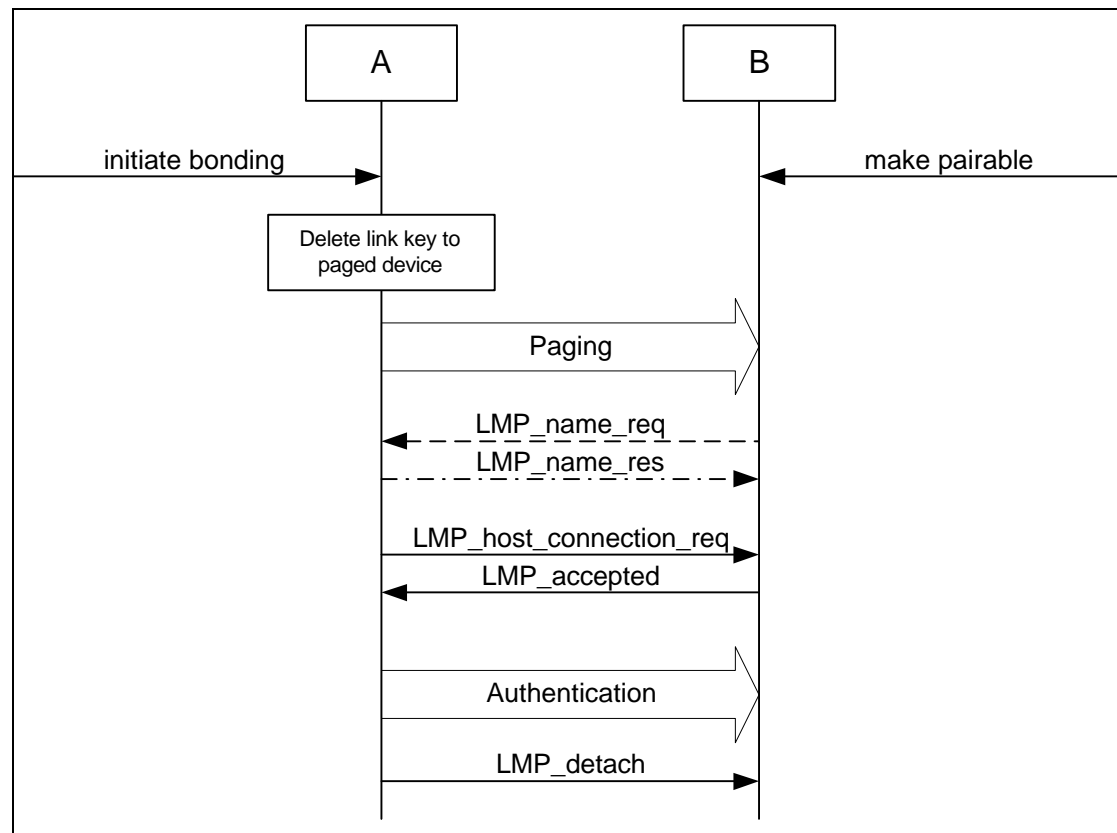 A
B
initiate bonding
make pairable
Delete link key to
paged device
Paging
LMP_name_req
LMP_name_res
LMP_host_connection_req
LMP_accepted
Authentication
LMP_detach